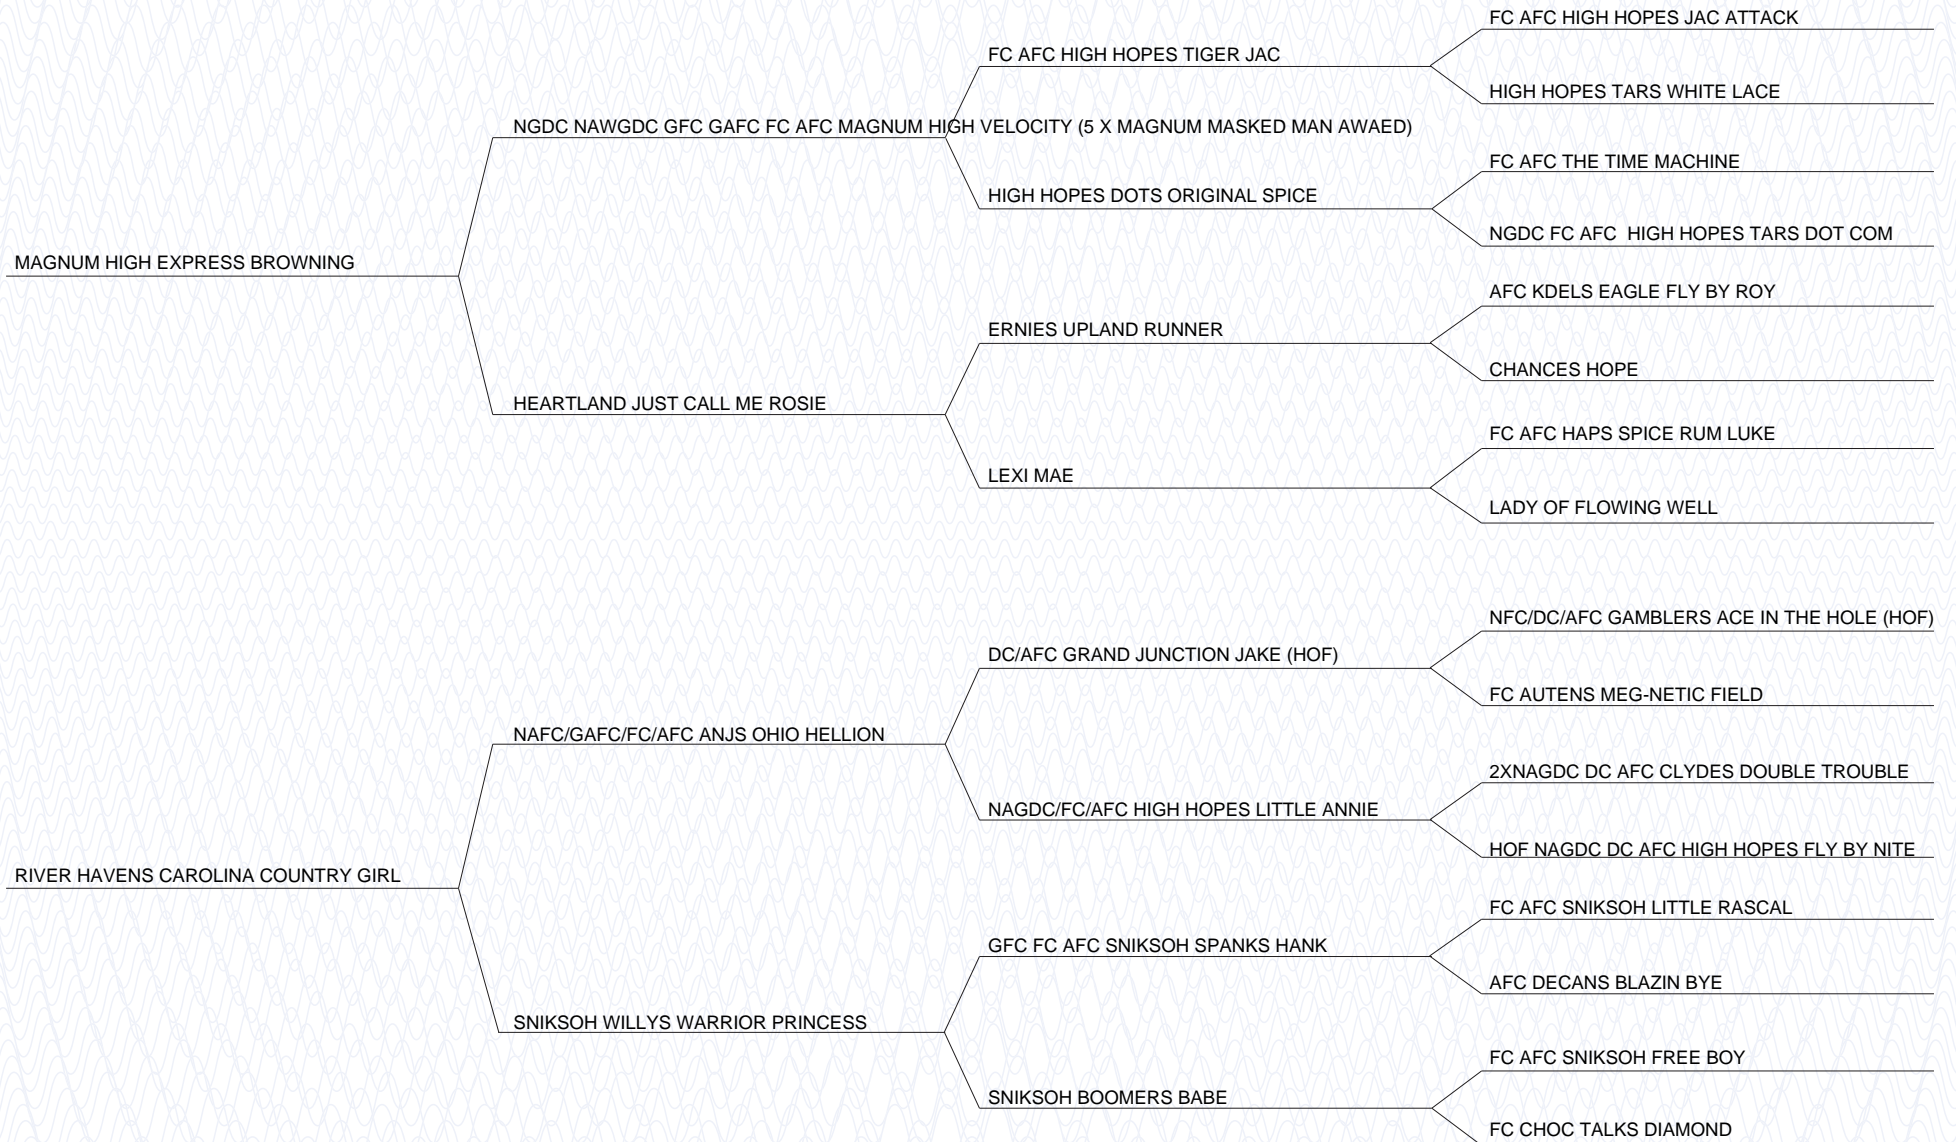 FC AFC HIGH HOPES JAC ATTACK
FC AFC HIGH HOPES TIGER JAC
HIGH HOPES TARS WHITE LACE
NGDC NAWGDC GFC GAFC FC AFC MAGNUM HIGH VELOCITY (5 X MAGNUM MASKED MAN AWAED)
FC AFC THE TIME MACHINE
HIGH HOPES DOTS ORIGINAL SPICE
NGDC FC AFC  HIGH HOPES TARS DOT COM
MAGNUM HIGH EXPRESS BROWNING
AFC KDELS EAGLE FLY BY ROY
ERNIES UPLAND RUNNER
CHANCES HOPE
HEARTLAND JUST CALL ME ROSIE
FC AFC HAPS SPICE RUM LUKE
LEXI MAE
LADY OF FLOWING WELL
NFC/DC/AFC GAMBLERS ACE IN THE HOLE (HOF)
DC/AFC GRAND JUNCTION JAKE (HOF)
FC AUTENS MEG-NETIC FIELD
NAFC/GAFC/FC/AFC ANJS OHIO HELLION
2XNAGDC DC AFC CLYDES DOUBLE TROUBLE
NAGDC/FC/AFC HIGH HOPES LITTLE ANNIE
HOF NAGDC DC AFC HIGH HOPES FLY BY NITE
RIVER HAVENS CAROLINA COUNTRY GIRL
FC AFC SNIKSOH LITTLE RASCAL
GFC FC AFC SNIKSOH SPANKS HANK
AFC DECANS BLAZIN BYE
SNIKSOH WILLYS WARRIOR PRINCESS
FC AFC SNIKSOH FREE BOY
SNIKSOH BOOMERS BABE
FC CHOC TALKS DIAMOND